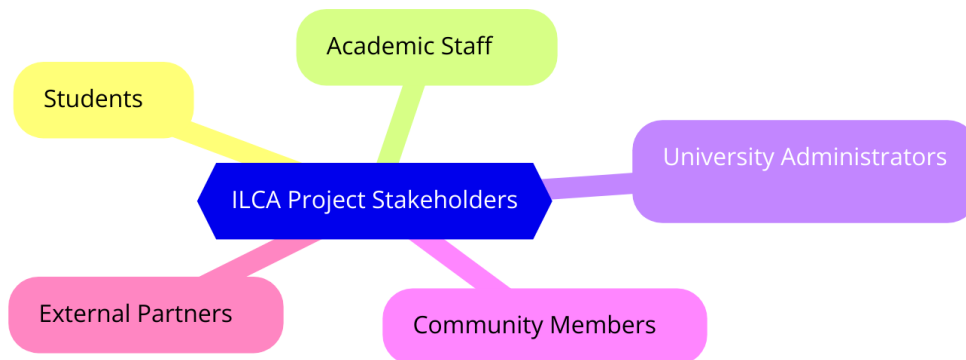 Academic Staff
Students
University Administrators
ILCA Project Stakeholders
External Partners
Community Members